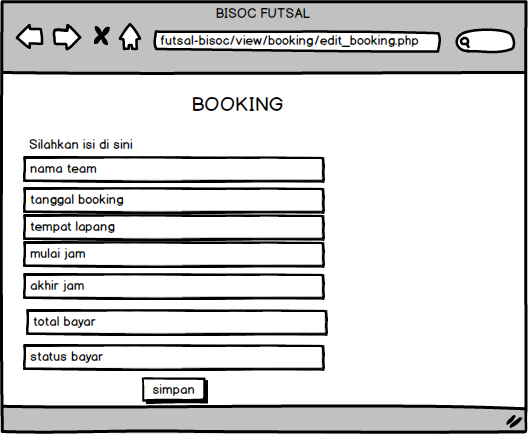 BISOC FUTSAL
futsal-bisoc/view/booking/edit_booking.php
BOOKING
Silahkan isi di sini
nama team
tanggal booking
tempat lapang
mulai jam
akhir jam
total bayar
status bayar
simpan